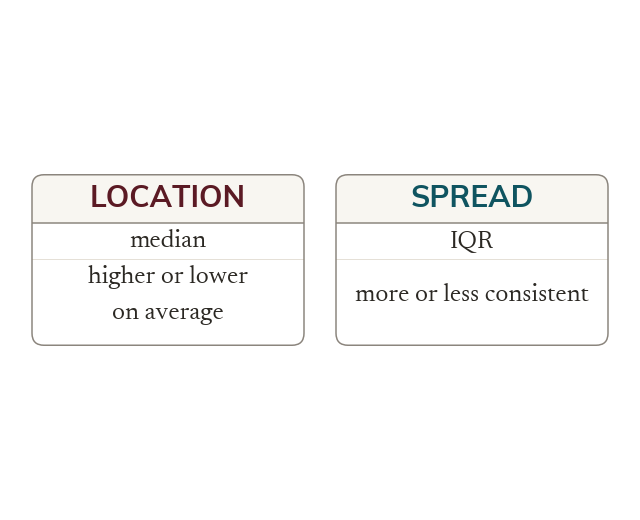 LOCATION
median
higher or lower
on average
SPREAD
IQR
more or less consistent